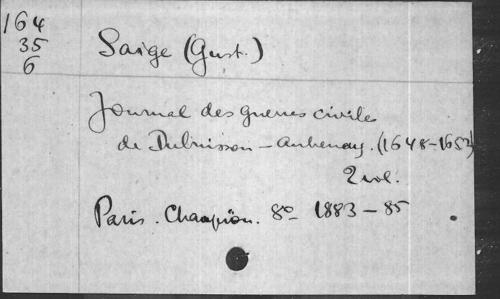 164
35
6
Saige (Gust.)
Journal des guerres civiles
de Dubuisson-Aubenay. (1648-1652)
2 vol.
Paris. Champion. 8º 1883-85